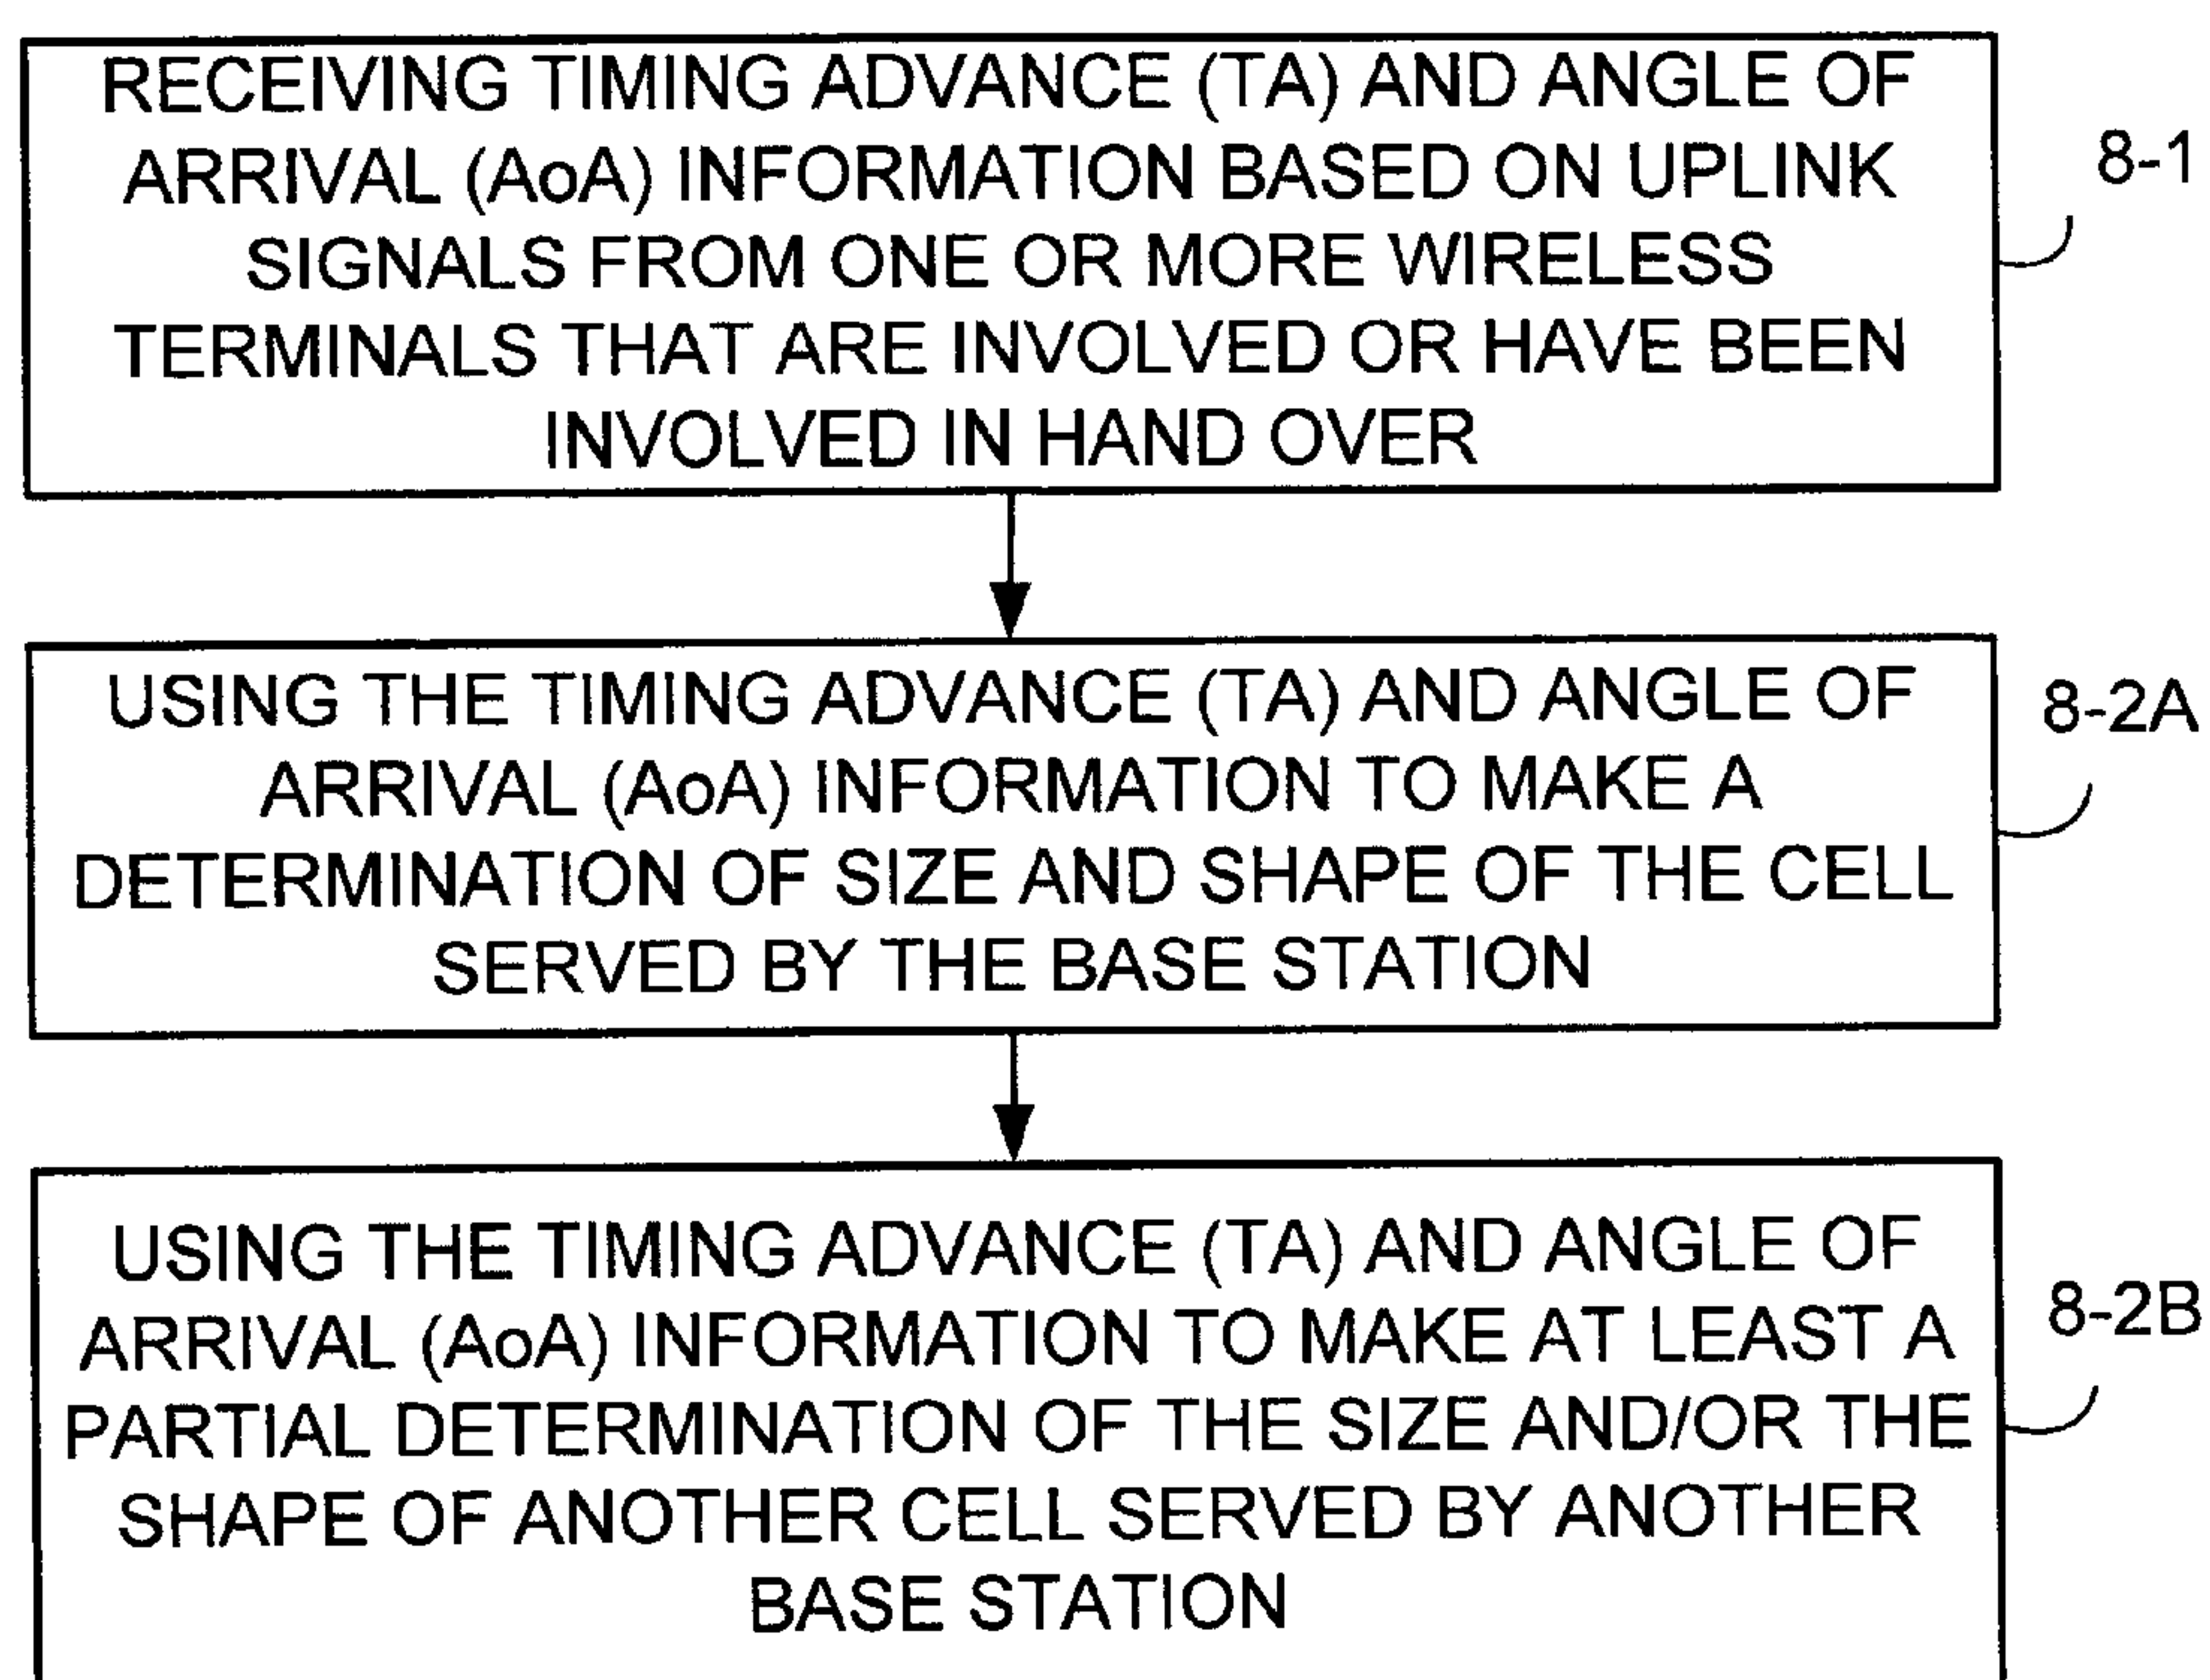 RECEIVING TIMING ADVANCE (TA) AND ANGLE OF
ARRIVAL (AoA) INFORMATION BASED ON UPLINK
SIGNALS FROM ONE OR MORE WIRELESS
TERMINALS THAT ARE INVOLVED OR HAVE BEEN
INVOLVED IN HAND OVER
8-1
USING THE TIMING ADVANCE (TA) AND ANGLE OF
ARRIVAL (AoA) INFORMATION TO MAKE A
DETERMINATION OF SIZE AND SHAPE OF THE CELL
SERVED BY THE BASE STATION
8-2A
USING THE TIMING ADVANCE (TA) AND ANGLE OF
ARRIVAL (AoA) INFORMATION TO MAKE AT LEAST A
PARTIAL DETERMINATION OF THE SIZE AND/OR THE
SHAPE OF ANOTHER CELL SERVED BY ANOTHER
BASE STATION
8-2B